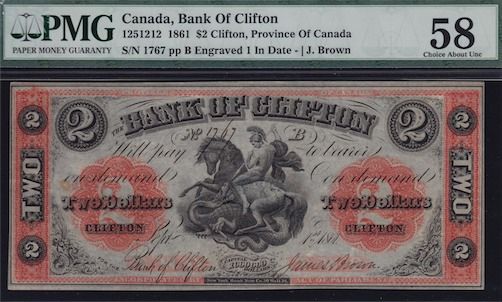 PMG
PAPER MONEY GUARANTY
Canada, Bank Of Clifton
1251212 1861 $2 Clifton, Province Of Canada
S/N 1767 pp B Engraved 1 In Date - | J. Brown
58
Choice About Unc
2 THE BANK OF CLIFTON 2
2 2
No 1767 B
Will pay to bearer
on demand On demand
TWO TWO
Two Dollars 2 Two Dollars 2
CLIFTON CLIFTON
Bank of Clifton James Brown
2 2